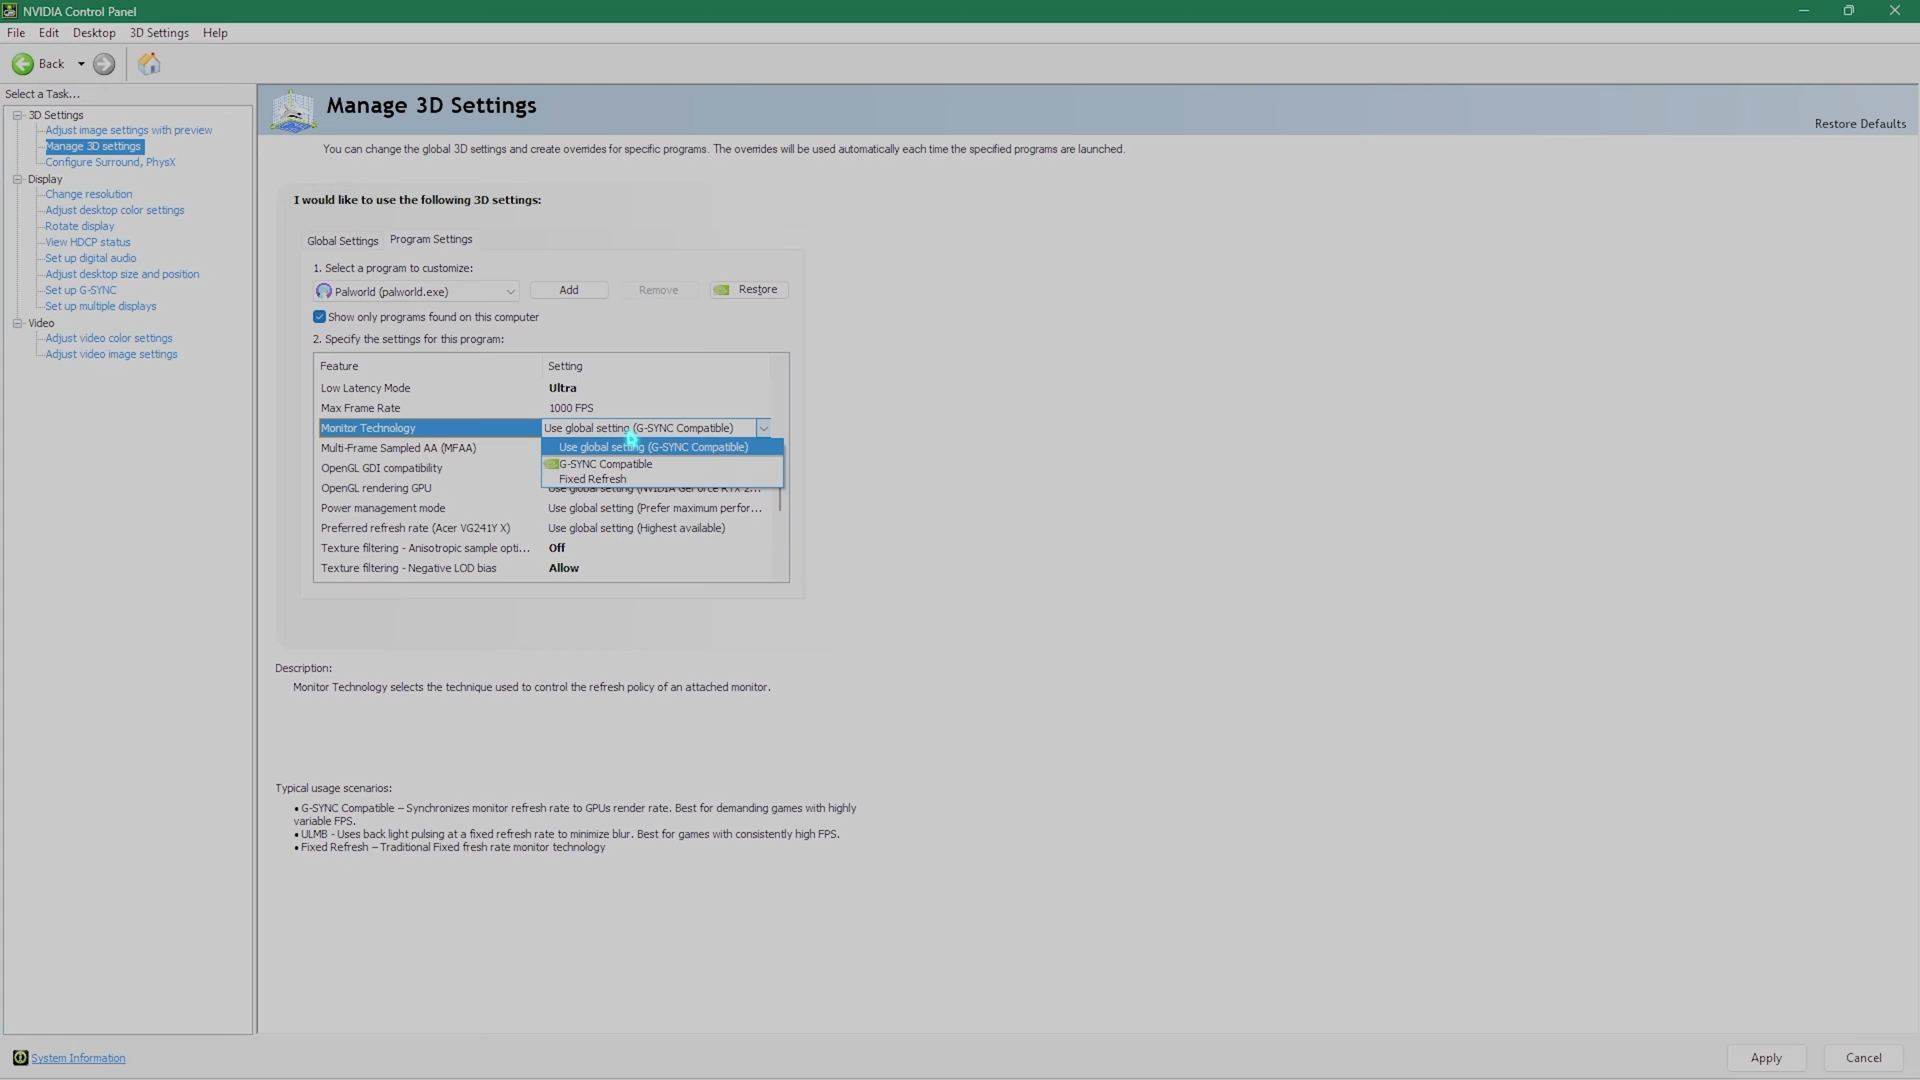 NVIDIA Control Panel
File Edit Desktop 3D Settings Help
Back
Select a Task...
3D Settings
Adjust image settings with preview
Manage 3D settings
Configure Surround, PhysX
Display
Change resolution
Adjust desktop color settings
Rotate display
View HDCP status
Set up digital audio
Adjust desktop size and position
Set up G-SYNC
Set up multiple displays
Video
Adjust video color settings
Adjust video image settings
Manage 3D Settings
Restore Defaults
You can change the global 3D settings and create overrides for specific programs. The overrides will be used automatically each time the specified programs are launched.
I would like to use the following 3D settings:
Global Settings Program Settings
1. Select a program to customize:
Palworld (palworld.exe) Add Remove Restore
Show only programs found on this computer
2. Specify the settings for this program:
Feature Setting
Low Latency Mode Ultra
Max Frame Rate 1000 FPS
Monitor Technology Use global setting (G-SYNC Compatible)
Use global setting (G-SYNC Compatible)
G-SYNC Compatible
Fixed Refresh
Multi-Frame Sampled AA (MFAA)
OpenGL GDI compatibility
OpenGL rendering GPU Use global setting (NVIDIA GeForce RTX 2...
Power management mode Use global setting (Prefer maximum perfor...
Preferred refresh rate (Acer VG241Y X) Use global setting (Highest available)
Texture filtering - Anisotropic sample opti... Off
Texture filtering - Negative LOD bias Allow
Description:
Monitor Technology selects the technique used to control the refresh policy of an attached monitor.
Typical usage scenarios:
• G-SYNC Compatible – Synchronizes monitor refresh rate to GPUs render rate. Best for demanding games with highly
variable FPS.
• ULMB - Uses back light pulsing at a fixed refresh rate to minimize blur. Best for games with consistently high FPS.
• Fixed Refresh – Traditional Fixed fresh rate monitor technology
System Information
Apply Cancel